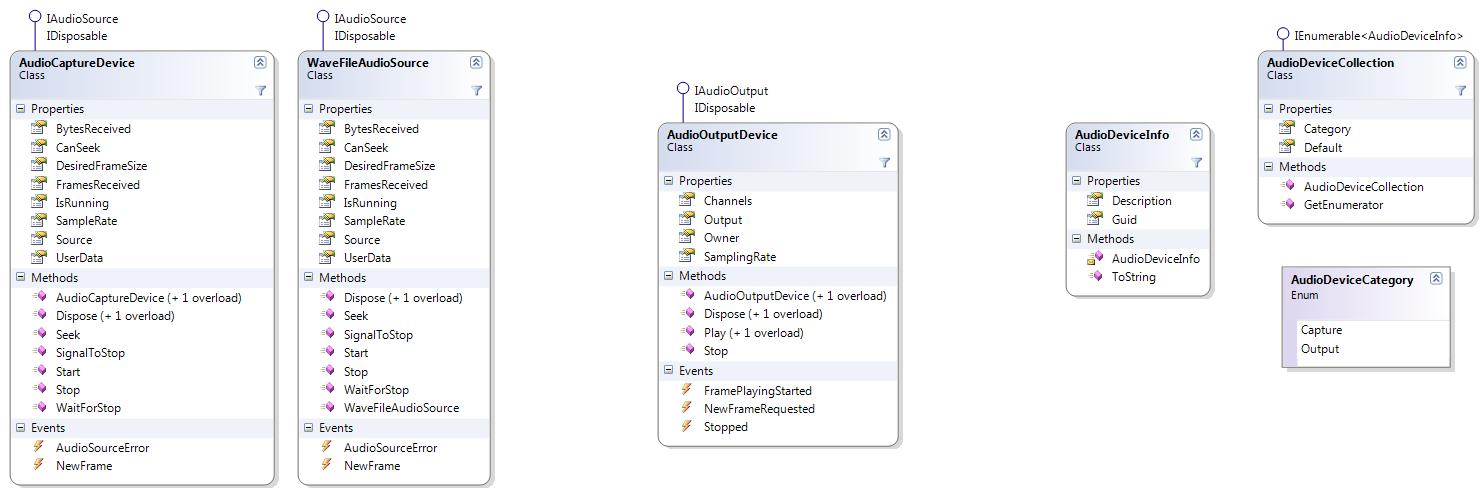 IAudioSource
IDisposable
AudioCaptureDevice
Class
Properties
BytesReceived
CanSeek
DesiredFrameSize
FramesReceived
IsRunning
SampleRate
Source
UserData
Methods
AudioCaptureDevice (+ 1 overload)
Dispose (+ 1 overload)
Seek
SignalToStop
Start
Stop
WaitForStop
Events
AudioSourceError
NewFrame
IAudioSource
IDisposable
WaveFileAudioSource
Class
Properties
BytesReceived
CanSeek
DesiredFrameSize
FramesReceived
IsRunning
SampleRate
Source
UserData
Methods
Dispose (+ 1 overload)
Seek
SignalToStop
Start
Stop
WaitForStop
WaveFileAudioSource
Events
AudioSourceError
NewFrame
IAudioOutput
IDisposable
AudioOutputDevice
Class
Properties
Channels
Output
Owner
SamplingRate
Methods
AudioOutputDevice (+ 1 overload)
Dispose (+ 1 overload)
Play (+ 1 overload)
Stop
Events
FramePlayingStarted
NewFrameRequested
Stopped
AudioDeviceInfo
Class
Properties
Description
Guid
Methods
AudioDeviceInfo
ToString
IEnumerable<AudioDeviceInfo>
AudioDeviceCollection
Class
Properties
Category
Default
Methods
AudioDeviceCollection
GetEnumerator
AudioDeviceCategory
Enum
Capture
Output